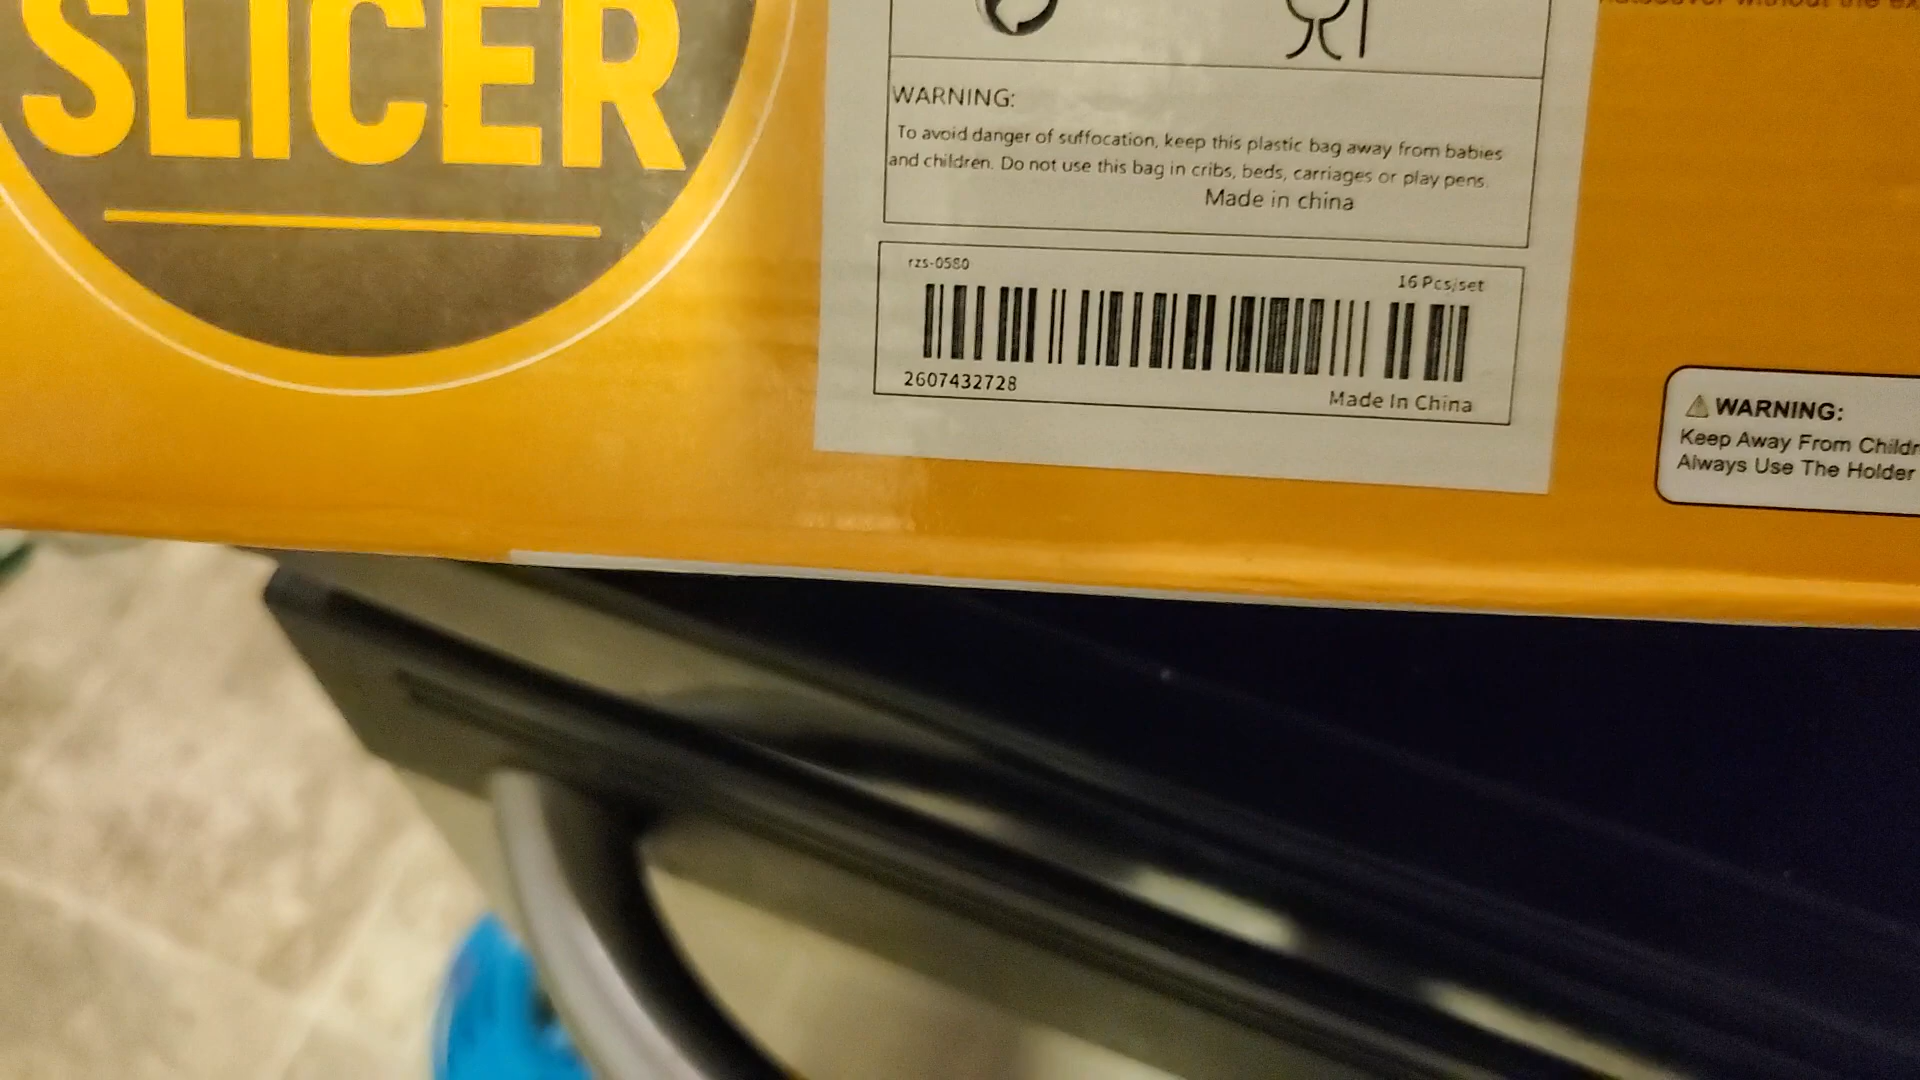 SLICER
WARNING:
To avoid danger of suffocation, keep this plastic bag away from babies
and children. Do not use this bag in cribs, beds, carriages or play pens.
Made in china
rzs-0580
16 Pcs/set
2607432728
Made In China
without the
WARNING:
Keep Away From
Always Use The Holder